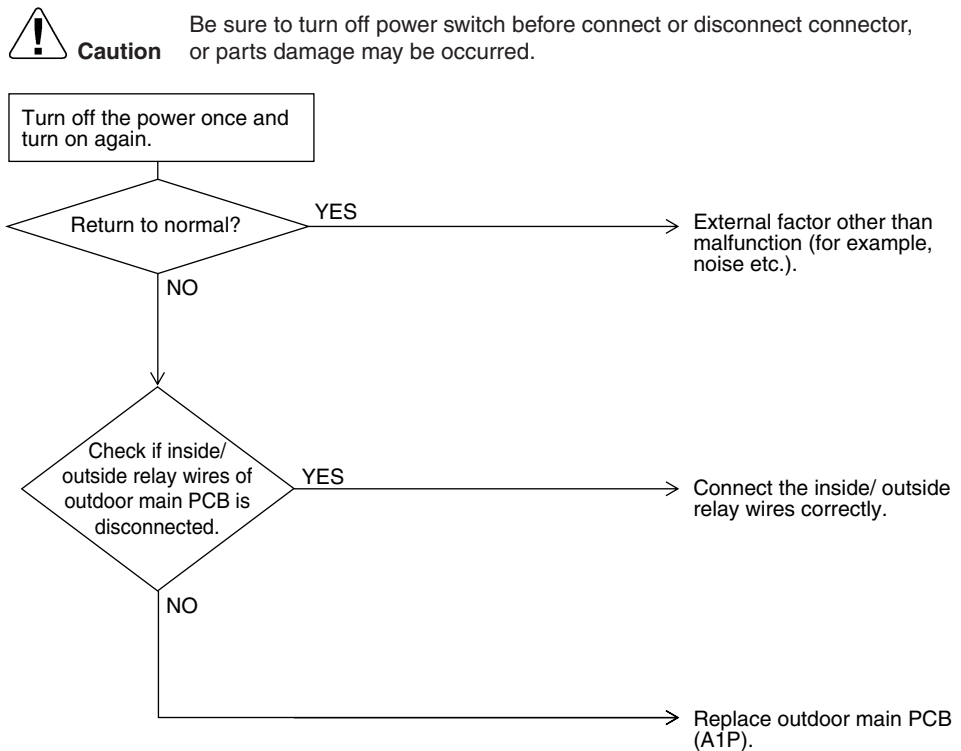 Be sure to turn off power switch before connect or disconnect connector,
Caution or parts damage may be occurred.
Turn off the power once and
turn on again.
Return to normal?
YES
External factor other than
malfunction (for example,
noise etc.).
NO
Check if inside/
outside relay wires of
outdoor main PCB is
disconnected.
YES
Connect the inside/ outside
relay wires correctly.
NO
Replace outdoor main PCB
(A1P).